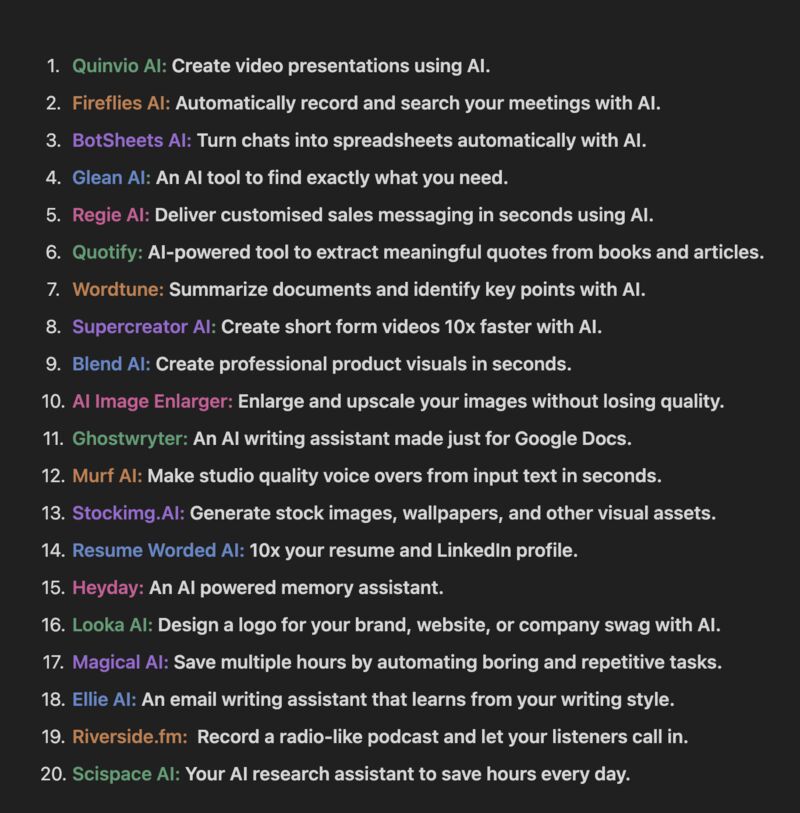 1. Quinvio AI: Create video presentations using AI.
2. Fireflies AI: Automatically record and search your meetings with AI.
3. BotSheets AI: Turn chats into spreadsheets automatically with AI.
4. Glean AI: An AI tool to find exactly what you need.
5. Regie AI: Deliver customised sales messaging in seconds using AI.
6. Quotify: AI-powered tool to extract meaningful quotes from books and articles.
7. Wordtune: Summarize documents and identify key points with AI.
8. Supercreator AI: Create short form videos 10x faster with AI.
9. Blend AI: Create professional product visuals in seconds.
10. AI Image Enlarger: Enlarge and upscale your images without losing quality.
11. Ghostwryter: An AI writing assistant made just for Google Docs.
12. Murf AI: Make studio quality voice overs from input text in seconds.
13. Stockimg.AI: Generate stock images, wallpapers, and other visual assets.
14. Resume Worded AI: 10x your resume and LinkedIn profile.
15. Heyday: An AI powered memory assistant.
16. Looka AI: Design a logo for your brand, website, or company swag with AI.
17. Magical AI: Save multiple hours by automating boring and repetitive tasks.
18. Ellie AI: An email writing assistant that learns from your writing style.
19. Riverside.fm: Record a radio-like podcast and let your listeners call in.
20. Scispace AI: Your AI research assistant to save hours every day.